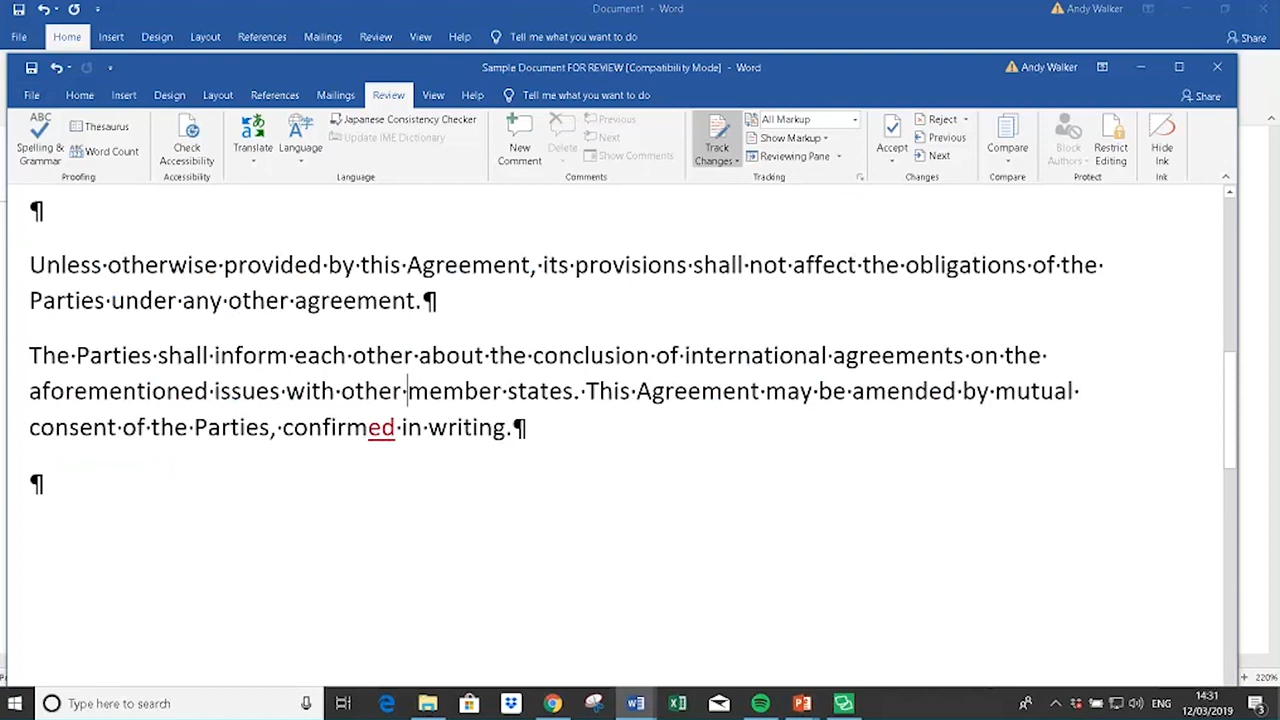 Document1 - Word
Andy Walker
File Home Insert Design Layout References Mailings Review View Help Tell me what you want to do
Share
Sample Document FOR REVIEW [Compatibility Mode] - Word
Andy Walker
File Home Insert Design Layout References Mailings Review View Help Tell me what you want to do
Share
ABC
Spelling & Grammar
Thesaurus
Word Count
Proofing
Check Accessibility
Accessibility
Translate
Language
Japanese Consistency Checker
Update IME Dictionary
Language
New Comment
Delete
Previous
Next
Show Comments
Comments
Track Changes
All Markup
Show Markup
Reviewing Pane
Tracking
Accept
Reject
Previous
Next
Changes
Compare
Compare
Block Authors
Restrict Editing
Protect
Hide Ink
Ink
¶
Unless·otherwise·provided·by·this·Agreement,·its·provisions·shall·not·affect·the·obligations·of·the·
Parties·under·any·other·agreement.¶
The·Parties·shall·inform·each·other·about·the·conclusion·of·international·agreements·on·the·
aforementioned·issues·with·other·member·states.·This·Agreement·may·be·amended·by·mutual·
consent·of·the·Parties,·confirmed·in·writing.¶
¶
220%
Type here to search
ENG
14:31
12/03/2019
3